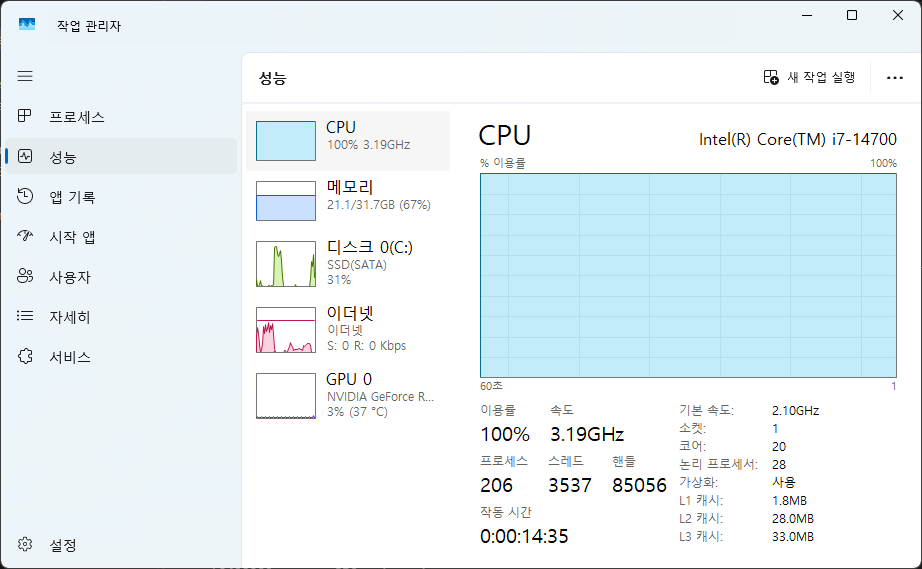 작업 관리자
프로세스
성능
앱 기록
시작 앱
사용자
자세히
서비스
설정
성능
새 작업 실행
CPU
100% 3.19GHz
메모리
21.1/31.7GB (67%)
디스크 0(C:)
SSD(SATA)
31%
이더넷
이더넷
S: 0 R: 0 Kbps
GPU 0
NVIDIA GeForce R...
3% (37 °C)
CPU
Intel(R) Core(TM) i7-14700
% 이용률
100%
60초
1
이용률
속도
100%
3.19GHz
프로세스
스레드
핸들
206
3537
85056
작동 시간
0:00:14:35
기본 속도: 2.10GHz
소켓: 1
코어: 20
논리 프로세서: 28
가상화: 사용
L1 캐시: 1.8MB
L2 캐시: 28.0MB
L3 캐시: 33.0MB